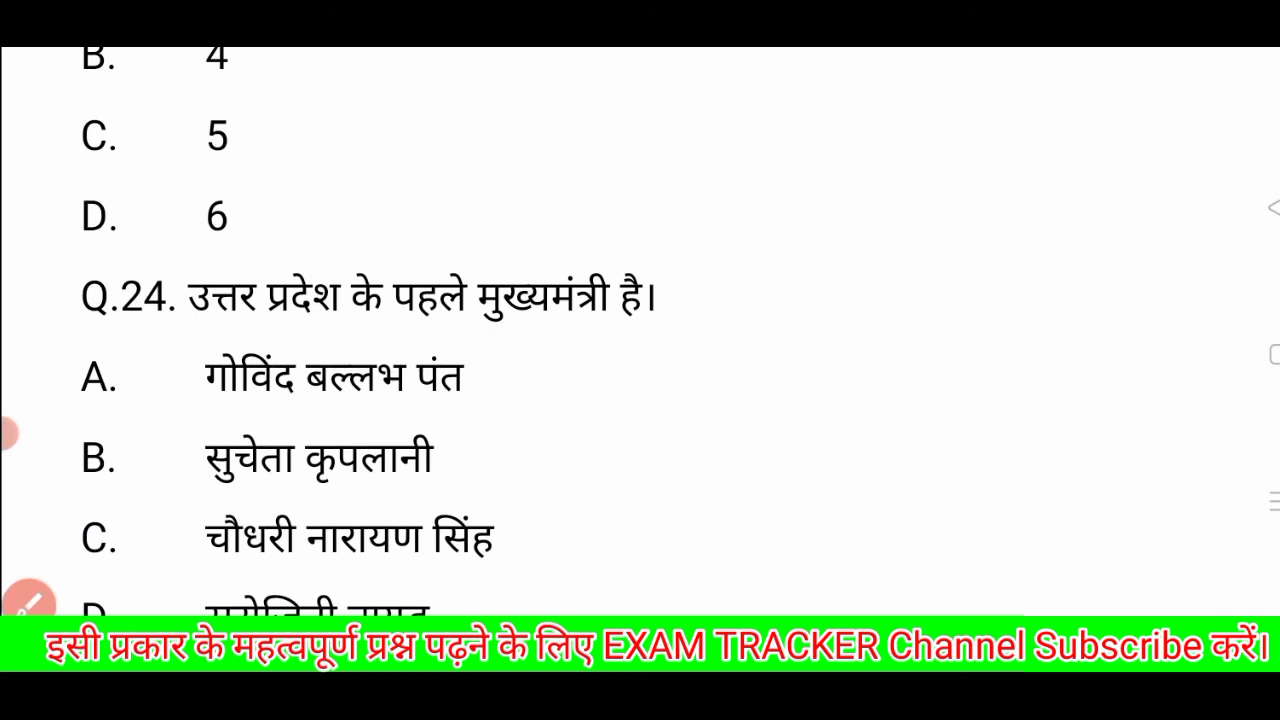 B. 4
C. 5
D. 6
Q.24. उत्तर प्रदेश के पहले मुख्यमंत्री है।
A. गोविंद बल्लभ पंत
B. सुचेता कृपलानी
C. चौधरी नारायण सिंह
D.
इसी प्रकार के महत्वपूर्ण प्रश्न पढ़ने के लिए EXAM TRACKER Channel Subscribe करें।